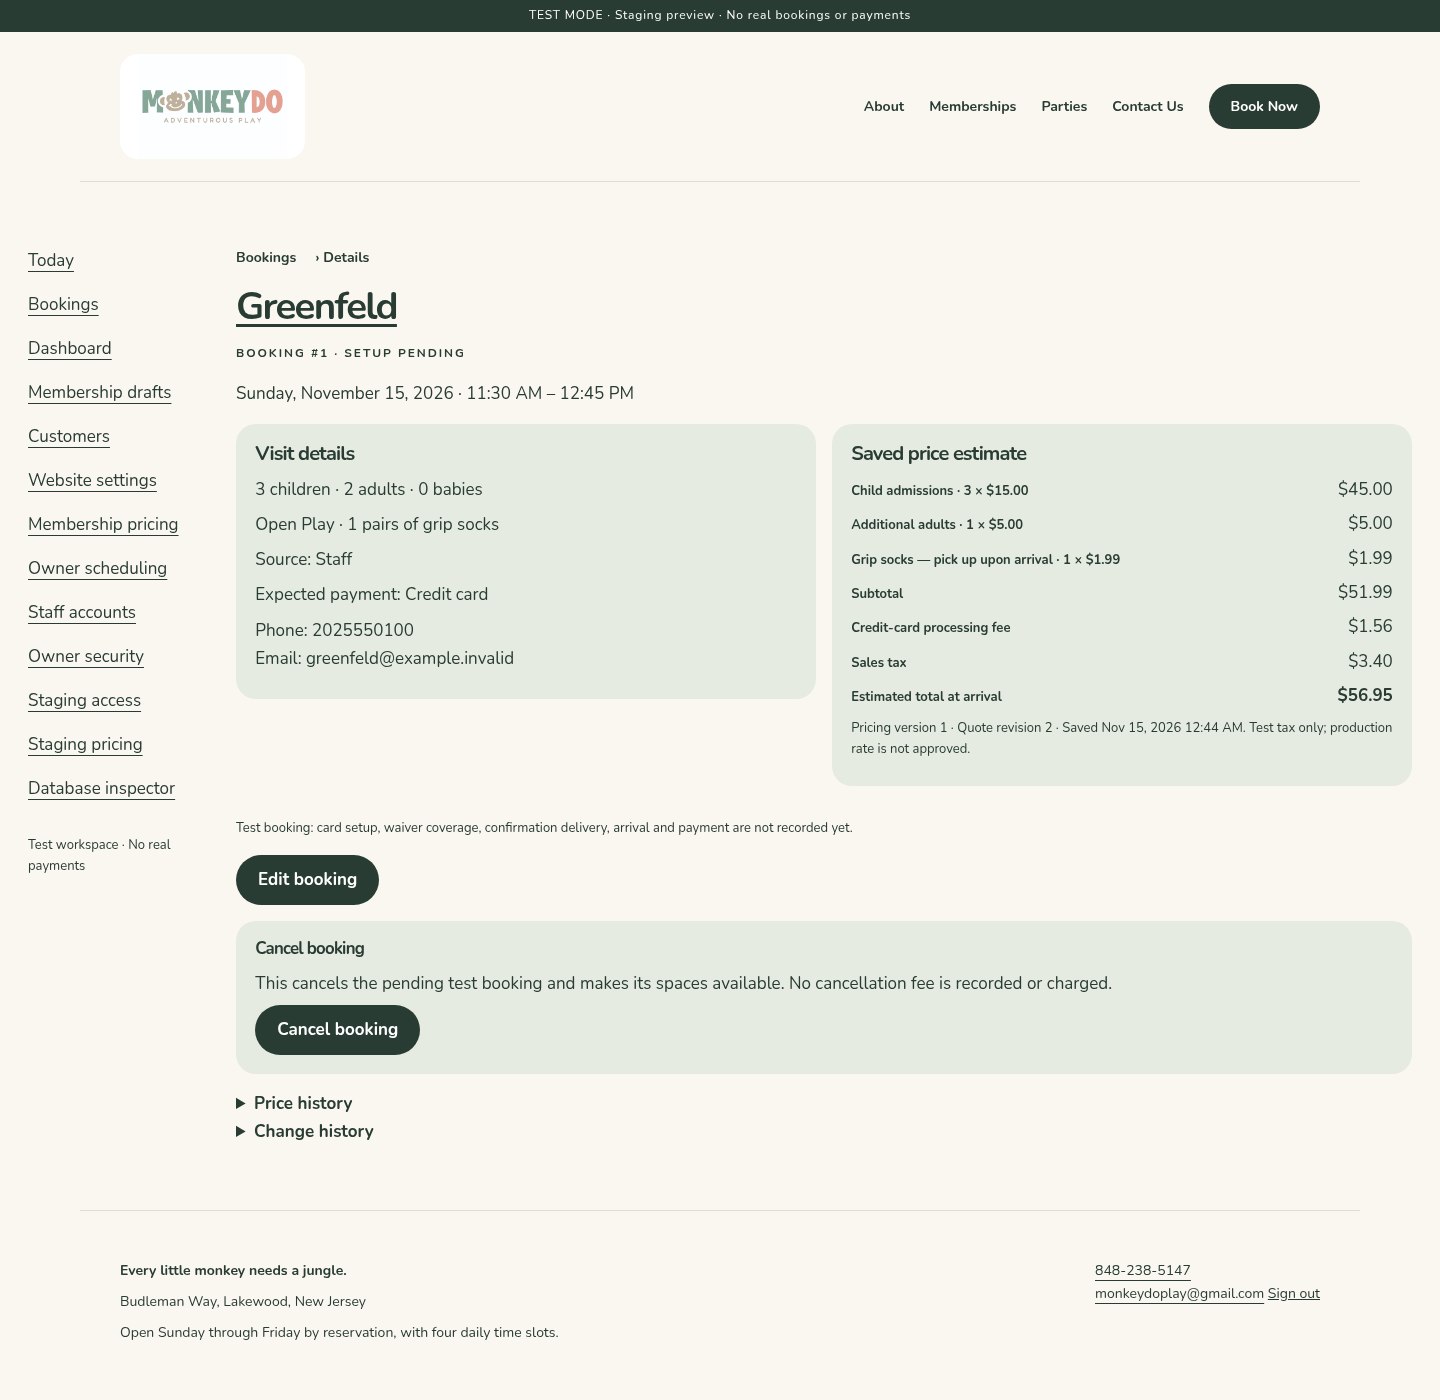 TEST MODE · Staging preview · No real bookings or payments
MONKEYDO
ADVENTUROUS PLAY
About
Memberships
Parties
Contact Us
Book Now
Today
Bookings
Dashboard
Membership drafts
Customers
Website settings
Membership pricing
Owner scheduling
Staff accounts
Owner security
Staging access
Staging pricing
Database inspector
Test workspace · No real
payments
Bookings › Details
Greenfeld
BOOKING #1 · SETUP PENDING
Sunday, November 15, 2026 · 11:30 AM – 12:45 PM
Visit details
3 children · 2 adults · 0 babies
Open Play · 1 pairs of grip socks
Source: Staff
Expected payment: Credit card
Phone: 2025550100
Email: greenfeld@example.invalid
Saved price estimate
Child admissions · 3 × $15.00 $45.00
Additional adults · 1 × $5.00 $5.00
Grip socks — pick up upon arrival · 1 × $1.99 $1.99
Subtotal $51.99
Credit-card processing fee $1.56
Sales tax $3.40
Estimated total at arrival $56.95
Pricing version 1 · Quote revision 2 · Saved Nov 15, 2026 12:44 AM. Test tax only; production
rate is not approved.
Test booking: card setup, waiver coverage, confirmation delivery, arrival and payment are not recorded yet.
Edit booking
Cancel booking
This cancels the pending test booking and makes its spaces available. No cancellation fee is recorded or charged.
Cancel booking
▶ Price history
▶ Change history
Every little monkey needs a jungle.
Budleman Way, Lakewood, New Jersey
Open Sunday through Friday by reservation, with four daily time slots.
848-238-5147
monkeydoplay@gmail.com Sign out